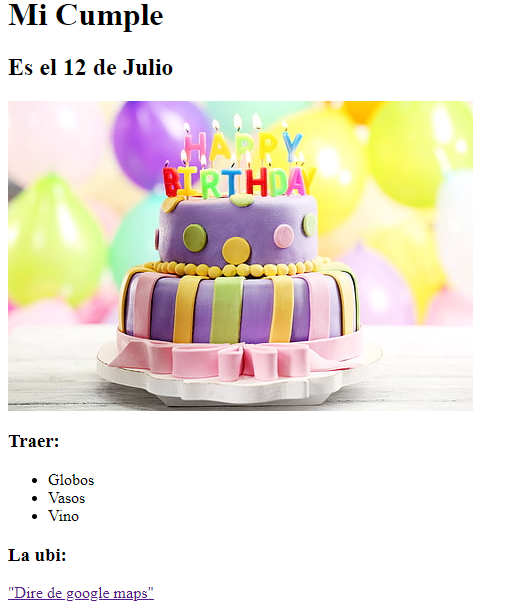 Mi Cumple
Es el 12 de Julio
HAPPY
BIRTHDAY
Traer:
Globos
Vasos
Vino
La ubi:
"Dire de google maps"